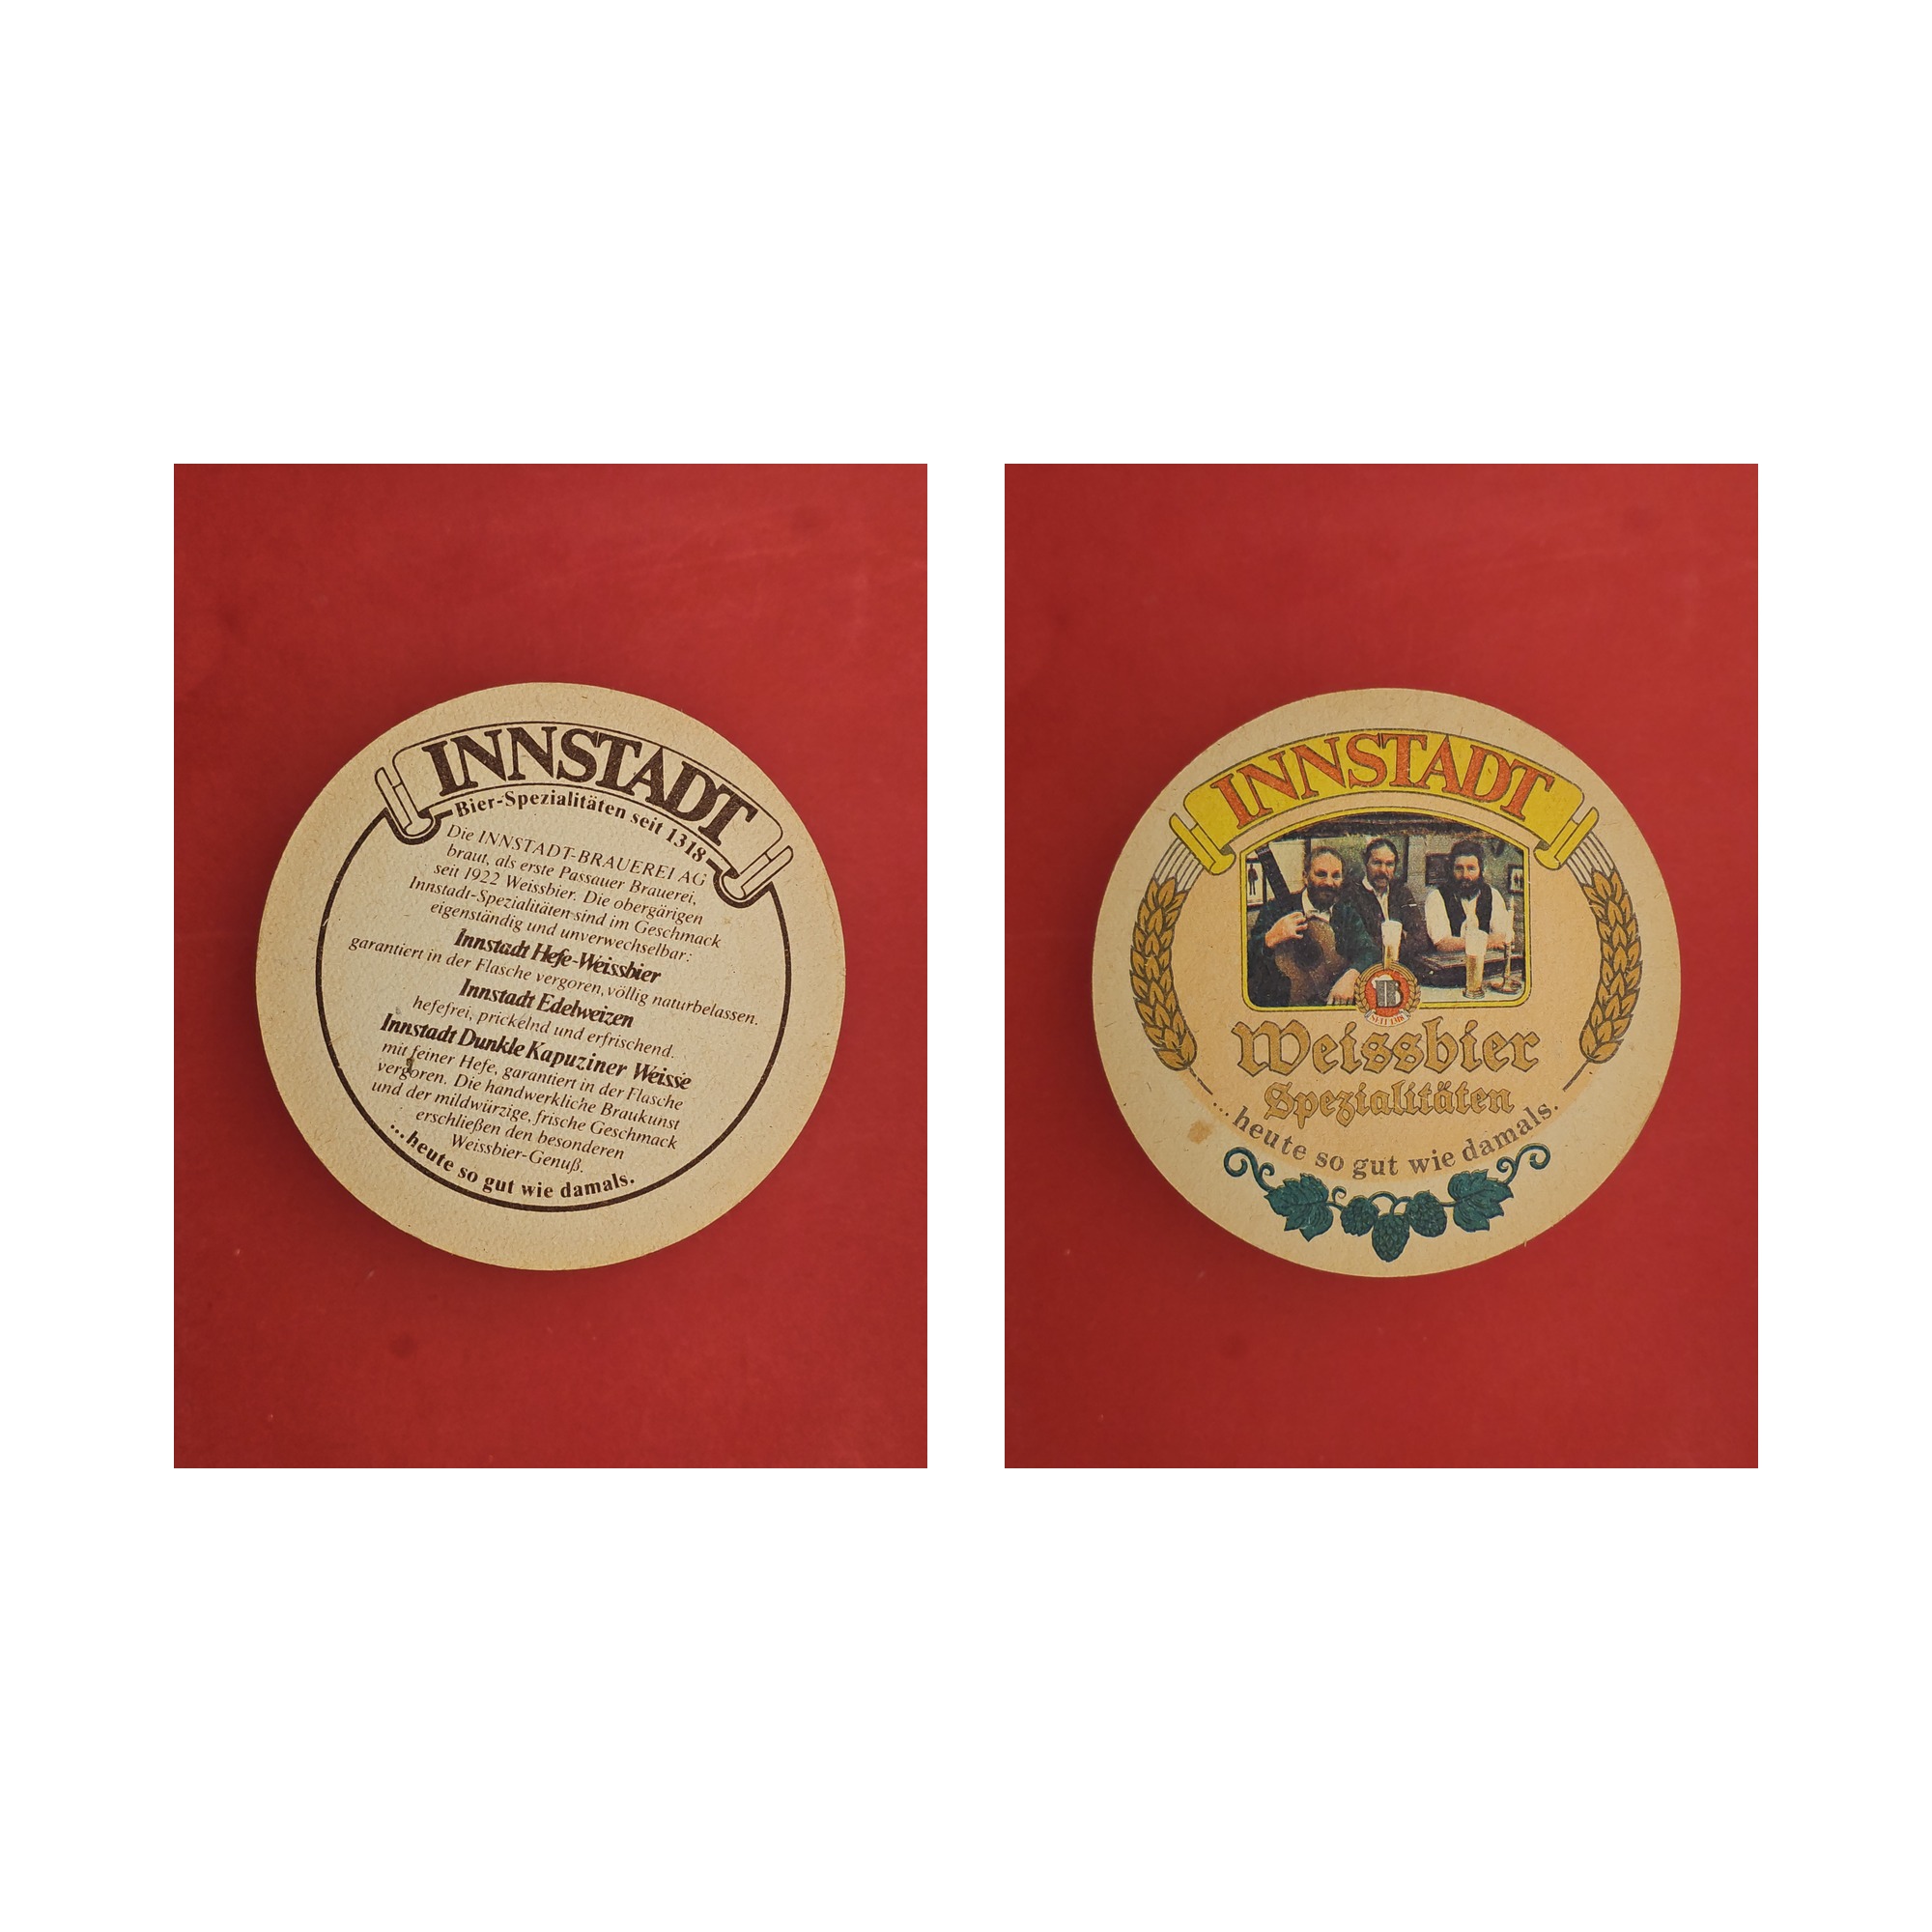 INNSTADT
Bier-Spezialitäten seit 1318
Die INNSTADT-BRAUEREI AG
braut, als erste Passauer Brauerei,
seit 1922 Weissbier. Die obergärigen
Innstadt-Spezialitäten sind im Geschmack
eigenständig und unverwechselbar:
Innstadt Hefe-Weissbier
garantiert in der Flasche vergoren, völlig naturbelassen.
Innstadt Edelweizen
hefefrei, prickelnd und erfrischend.
Innstadt Dunkle Kapuziner Weisse
mit feiner Hefe, garantiert in der Flasche
vergoren. Die handwerkliche Braukunst
und der mildwürzige, frische Geschmack
erschließen den besonderen
Weissbier-Genuß.
...heute so gut wie damals.
INNSTADT
B
SEIT 1318
Weissbier
Spezialitäten
...heute so gut wie damals.